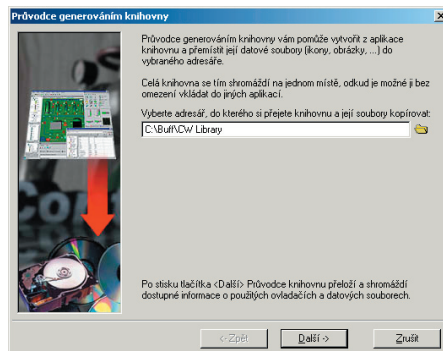 Průvodce generováním knihovny
Průvodce generováním knihovny vám pomůže vytvořit z aplikace
knihovnu a přemístit její datové soubory (ikony, obrázky, ...) do
vybraného adresáře.
Celá knihovna se tím shromáždí na jednom místě, odkud je možné ji bez
omezení vkládat do jiných aplikací.
Vyberte adresář, do kterého si přejete knihovnu a její soubory kopírovat:
C:\Buff\CW Library
Po stisku tlačítka <Další> Průvodce knihovnu přeloží a shromáždí
dostupné informace o použitých ovladačích a datových souborech.
<-Zpět
Další ->
Zrušit